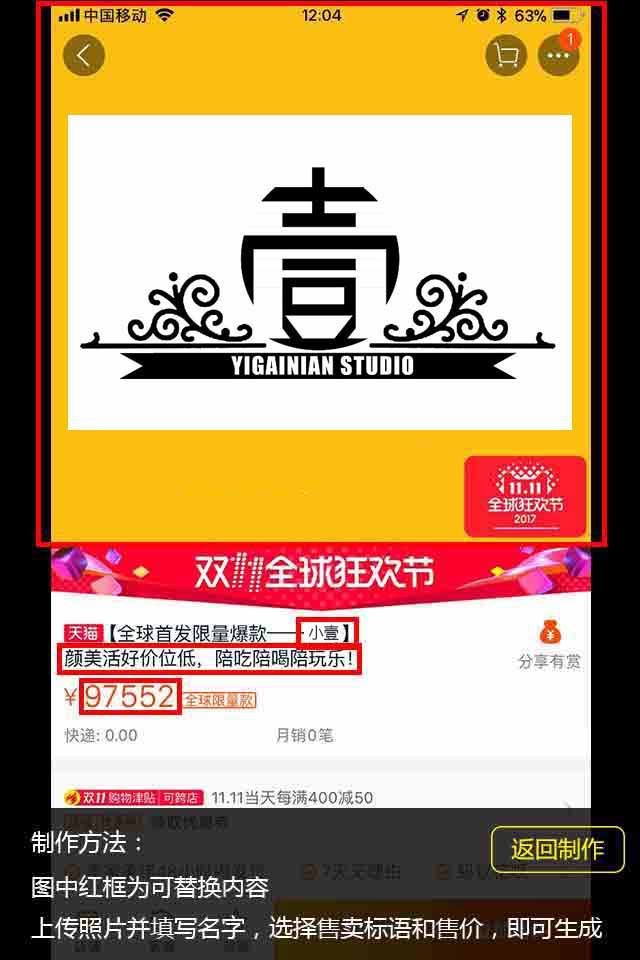 中国移动 12:04 63%
1
壹
YIGAINIAN STUDIO
11.11
全球狂欢节
2017
双11全球狂欢节
天猫【全球首发限量爆款——小壹】
颜美活好价位低，陪吃陪喝陪玩乐!
分享有赏
¥97552 全球限量款
快递: 0.00 月销0笔
双11购物津贴 可跨店 11.11当天每满400减50
制作方法：
返回制作
图中红框为可替换内容
上传照片并填写名字，选择售卖标语和售价，即可生成